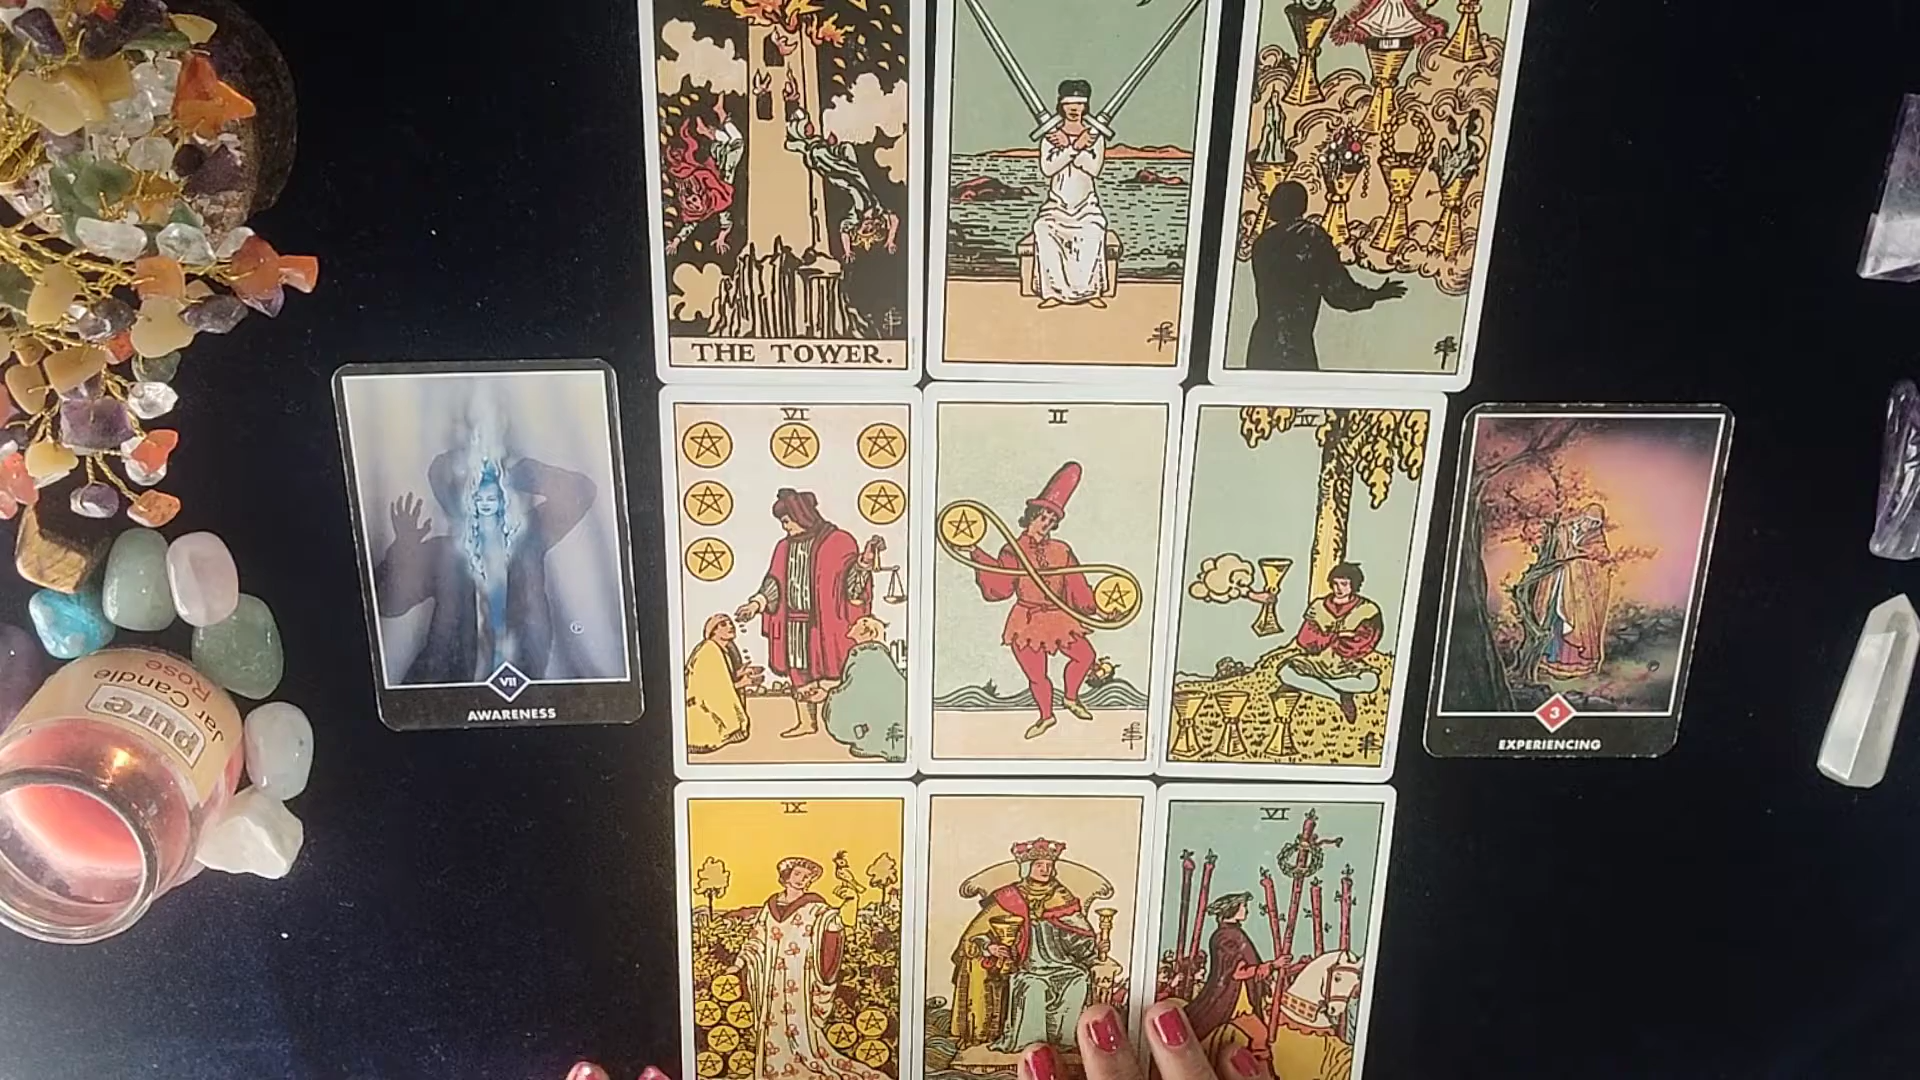 THE TOWER.
VI
II
IV
VII
AWARENESS
3
EXPERIENCING
IX
VI
pure
Jar Candle
Rose